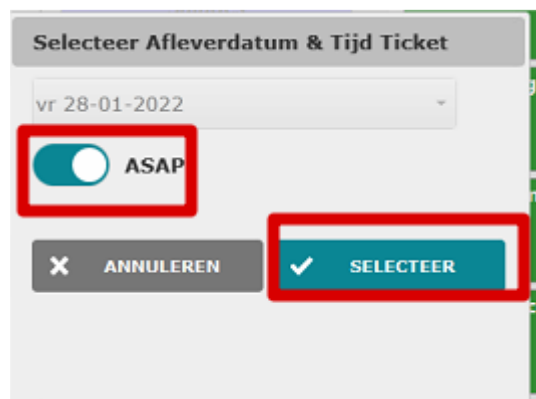 Selecteer Afleverdatum & Tijd Ticket
vr 28-01-2022
ASAP
ANNULEREN
SELECTEER